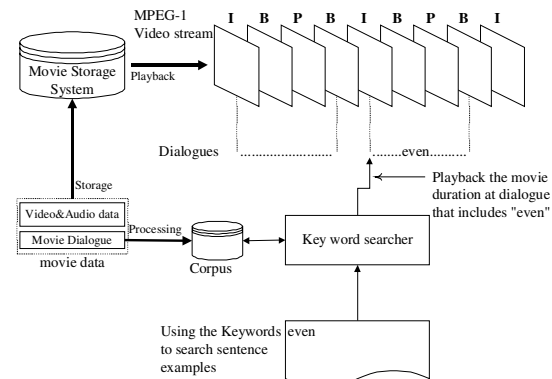 MPEG-1
Video stream
I B P B I B P B I
Movie Storage
System
Playback
Dialogues ........................ ......even..........
Playback the movie
duration at dialogue
that includes "even"
Storage
Video&Audio data
Movie Dialogue
movie data
Processing
Corpus
Key word searcher
Using the Keywords even
to search sentence
examples